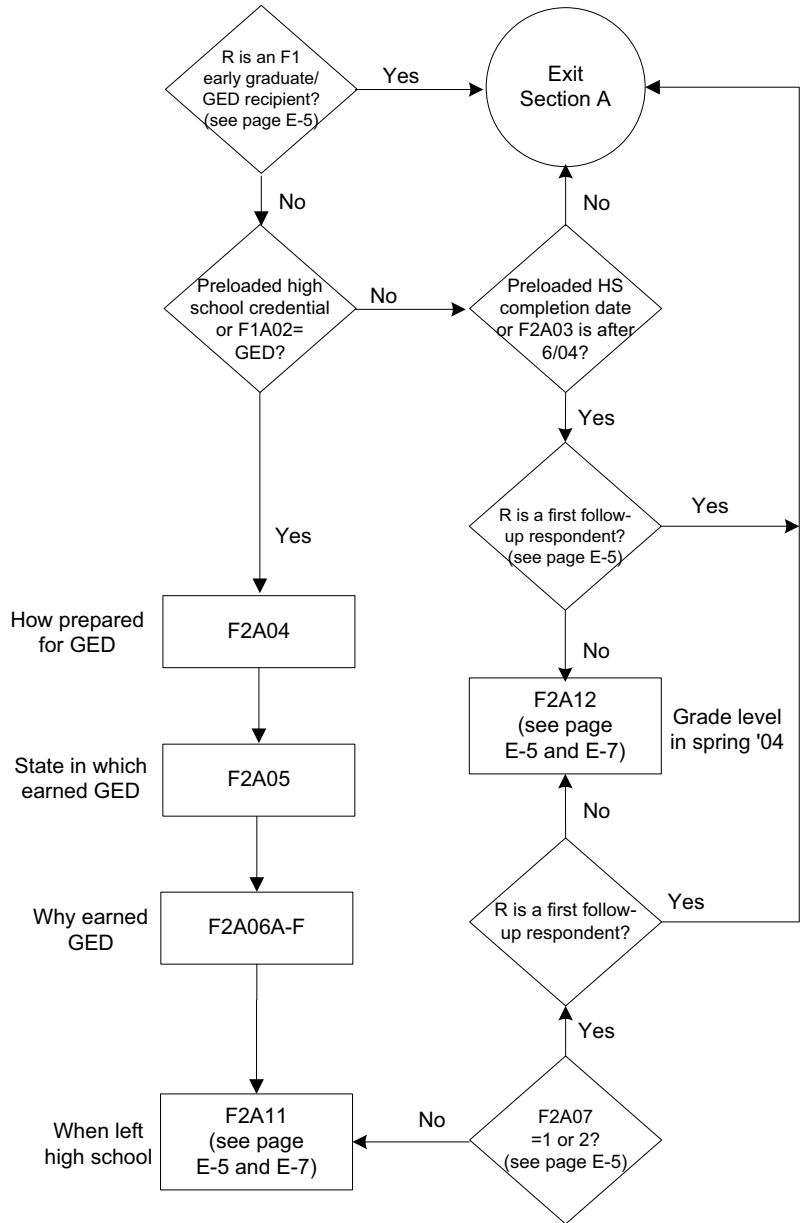 R is an F1
early graduate/
GED recipient?
(see page E-5)
Yes
Exit
Section A
No
No
Preloaded high
school credential
or F1A02=
GED?
No
Preloaded HS
completion date
or F2A03 is after
6/04?
Yes
Yes
R is a first follow-
up respondent?
(see page E-5)
Yes
How prepared
for GED
F2A04
No
F2A12
(see page
E-5 and E-7)
Grade level
in spring '04
State in which
earned GED
F2A05
No
Why earned
GED
F2A06A-F
R is a first follow-
up respondent?
Yes
Yes
When left
high school
F2A11
(see page
E-5 and E-7)
No
F2A07
=1 or 2?
(see page E-5)